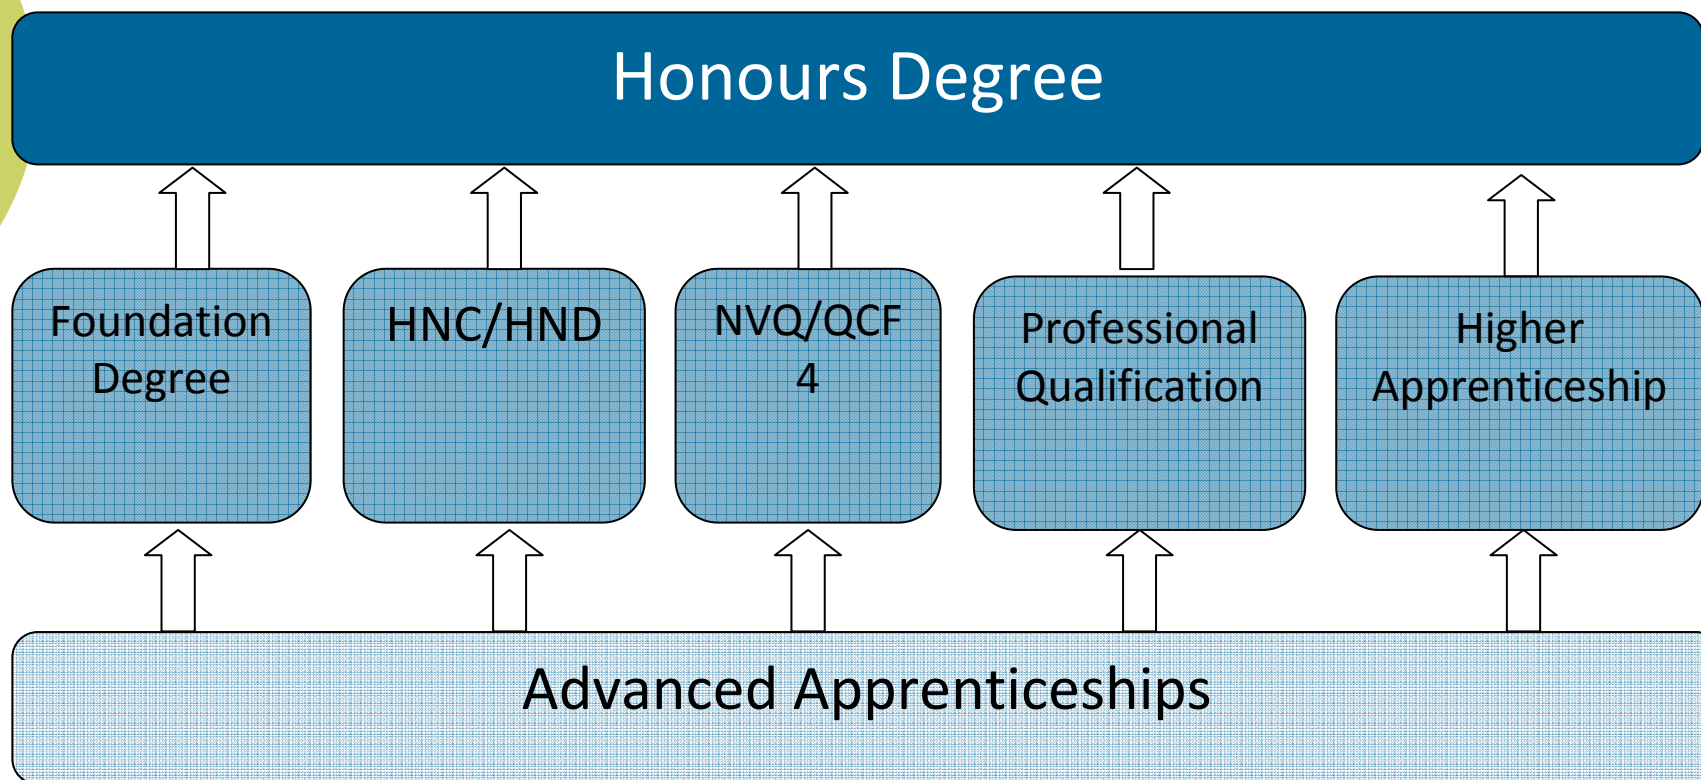 Honours Degree
Foundation
Degree
HNC/HND
NVQ/QCF
4
Professional
Qualification
Higher
Apprenticeship
Advanced Apprenticeships